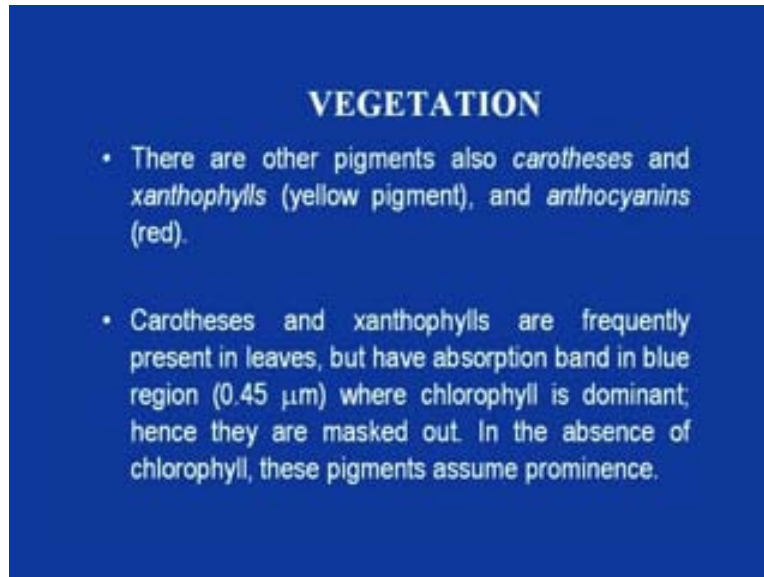 VEGETATION
• There are other pigments also carotheses and
xanthophylls (yellow pigment), and anthocyanins
(red).
• Carotheses and xanthophylls are frequently
present in leaves, but have absorption band in blue
region (0.45 μm) where chlorophyll is dominant;
hence they are masked out. In the absence of
chlorophyll, these pigments assume prominence.